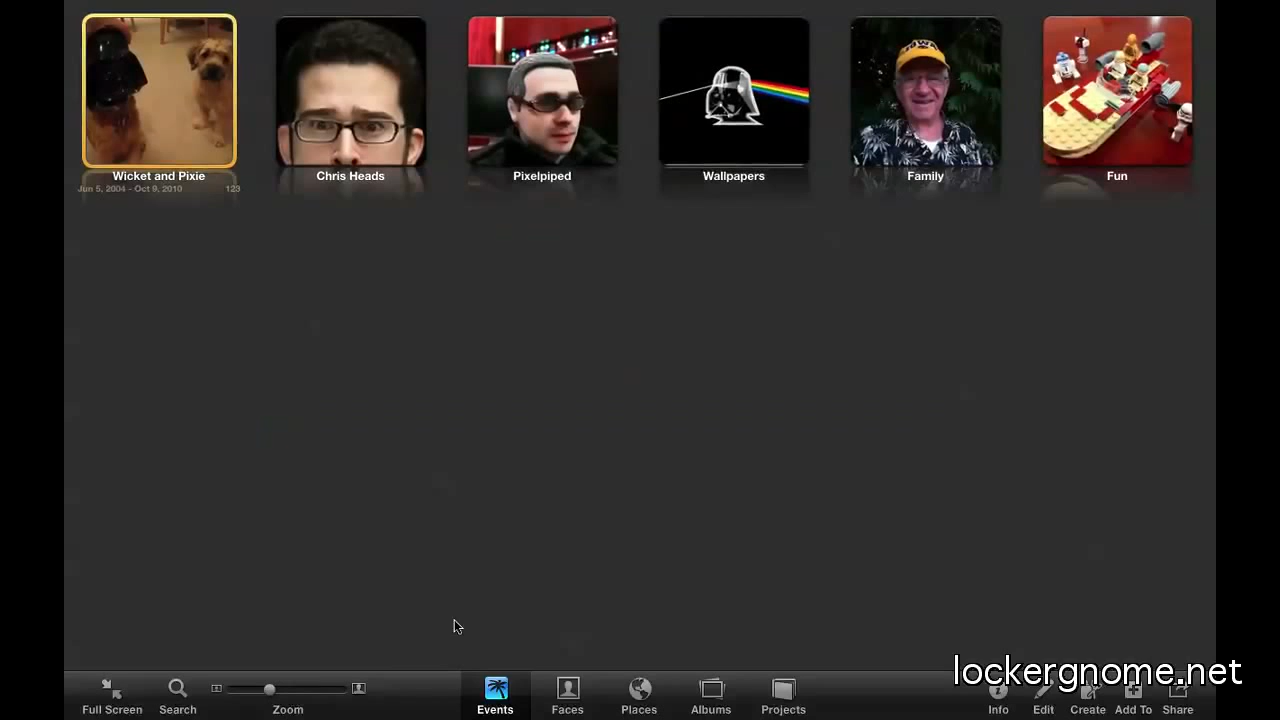 Wicket and Pixie
Jun 5, 2004 - Oct 9, 2010 123
Chris Heads
Pixelpiped
Wallpapers
Family
Fun
lockergnome.net
Full Screen
Search
Zoom
Events
Faces
Places
Albums
Projects
Info
Edit
Create
Add To
Share